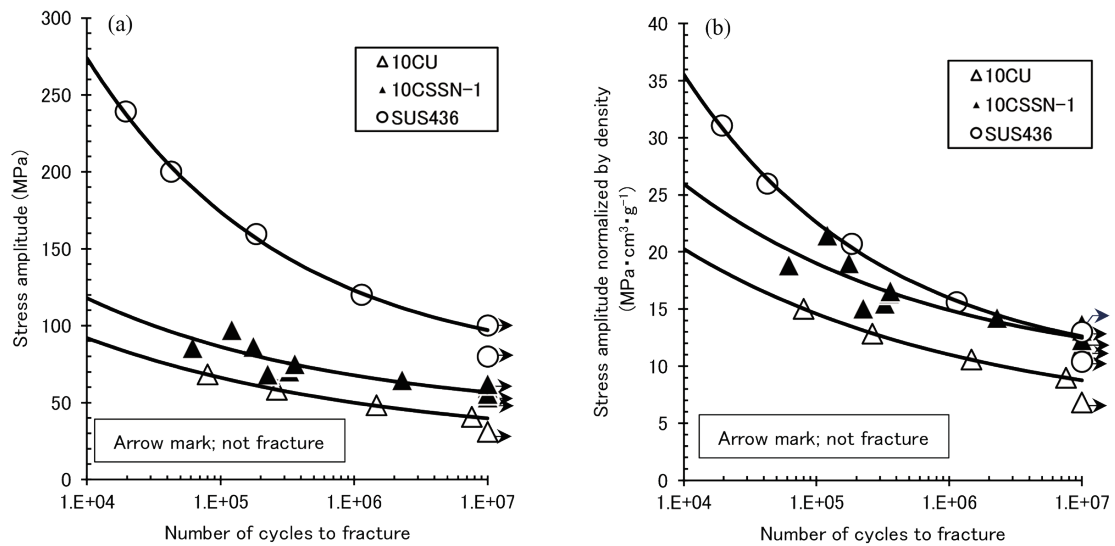 (a)
300
250
200
150
100
50
0
Stress amplitude (MPa)
10CU
10CSSN-1
SUS436
Arrow mark; not fracture
1.E+04 1.E+05 1.E+06 1.E+07
Number of cycles to fracture
(b)
40
35
30
25
20
15
10
5
0
Stress amplitude normalized by density
(MPa・cm³・g⁻¹)
10CU
10CSSN-1
SUS436
Arrow mark; not fracture
1.E+04 1.E+05 1.E+06 1.E+07
Number of cycles to fracture